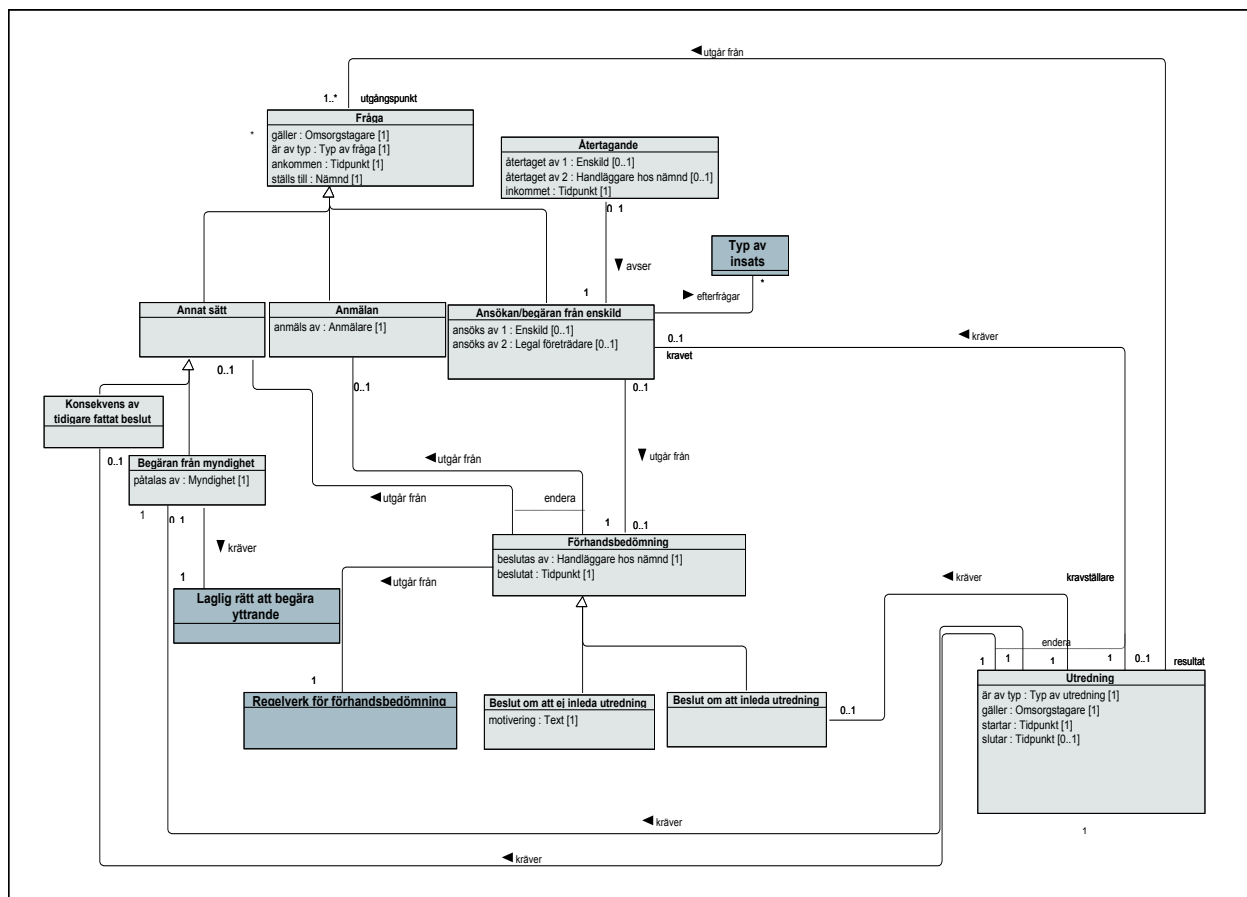 utgår från
1..* utgångspunkt
Fråga
*
gäller : Omsorgstagare [1]
är av typ : Typ av fråga [1]
ankommen : Tidpunkt [1]
ställs till : Nämnd [1]
Återtagande
återtaget av 1 : Enskild [0..1]
återtaget av 2 : Handläggare hos nämnd [0..1]
inkommet : Tidpunkt [1]
0..1
avser
1
Typ av
insats
*
efterfrågar
Annat sätt
Anmälan
anmäls av : Anmälare [1]
Ansökan/begäran från enskild
ansöks av 1 : Enskild [0..1]
ansöks av 2 : Legal företrädare [0..1]
0..1
kravet
kräver
0..1
0..1
0..1
Konsekvens av
tidigare fattat beslut
0..1
Begäran från myndighet
påtalas av : Myndighet [1]
utgår från
utgår från
utgår från
endera
1
0..1
1
0..1
kräver
1
Laglig rätt att begära
yttrande
Förhandsbedömning
beslutas av : Handläggare hos nämnd [1]
beslutat : Tidpunkt [1]
utgår från
kräver
kravställare
endera
1
1
1
1
0..1
resultat
Utredning
är av typ : Typ av utredning [1]
gäller : Omsorgstagare [1]
startar : Tidpunkt [1]
slutar : Tidpunkt [0..1]
1
1
Regelverk för förhandsbedömning
Beslut om att ej inleda utredning
motivering : Text [1]
Beslut om att inleda utredning
0..1
kräver
kräver